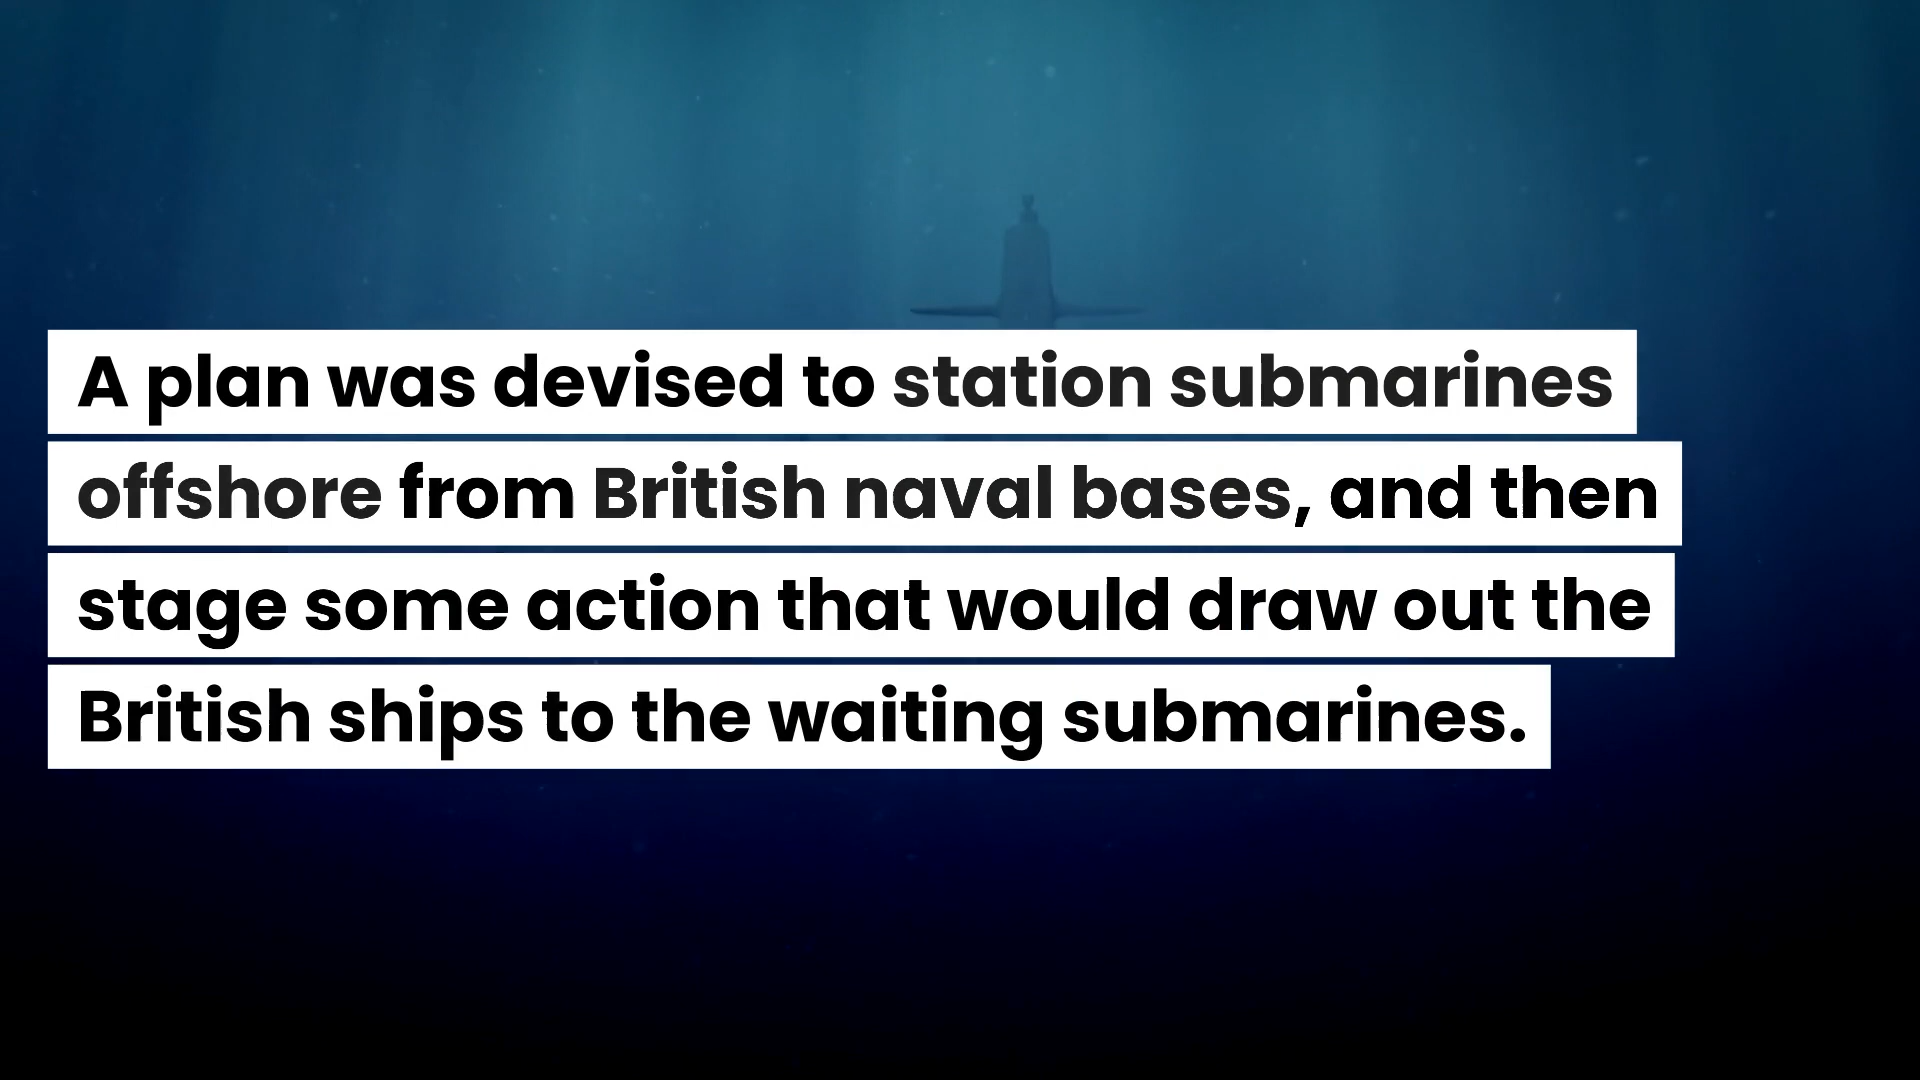 A plan was devised to station submarines
offshore from British naval bases, and then
stage some action that would draw out the
British ships to the waiting submarines.